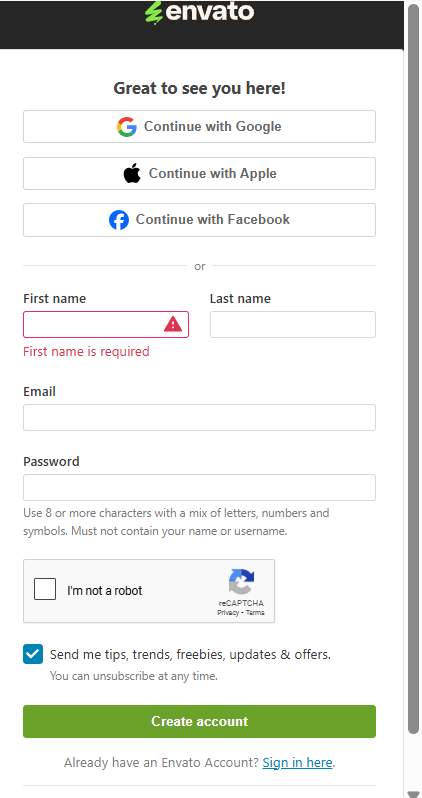 envato
Great to see you here!
Continue with Google
Continue with Apple
Continue with Facebook
or
First name
Last name
First name is required
Email
Password
Use 8 or more characters with a mix of letters, numbers and
symbols. Must not contain your name or username.
I'm not a robot
reCAPTCHA
Privacy - Terms
Send me tips, trends, freebies, updates & offers.
You can unsubscribe at any time.
Create account
Already have an Envato Account? Sign in here.